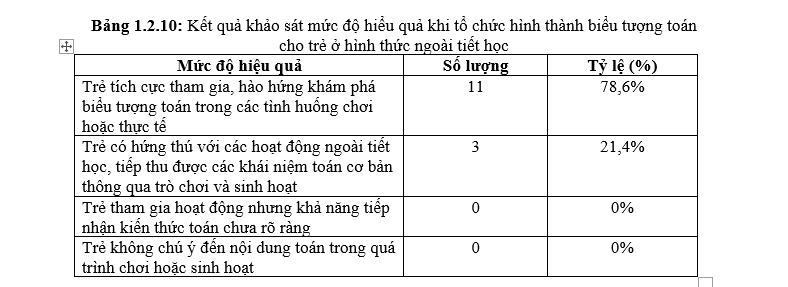 Bảng 1.2.10: Kết quả khảo sát mức độ hiểu quả khi tổ chức hình thành biểu tượng toán
cho trẻ ở hình thức ngoài tiết học
Mức độ hiệu quả Số lượng Tỷ lệ (%)
Trẻ tích cực tham gia, hào hứng khám phá 11 78,6%
biểu tượng toán trong các tình huống chơi
hoặc thực tế
Trẻ có hứng thú với các hoạt động ngoài tiết 3 21,4%
học, tiếp thu được các khái niệm toán cơ bản
thông qua trò chơi và sinh hoạt
Trẻ tham gia hoạt động nhưng khả năng tiếp 0 0%
nhận kiến thức toán chưa rõ ràng
Trẻ không chú ý đến nội dung toán trong quá 0 0%
trình chơi hoặc sinh hoạt